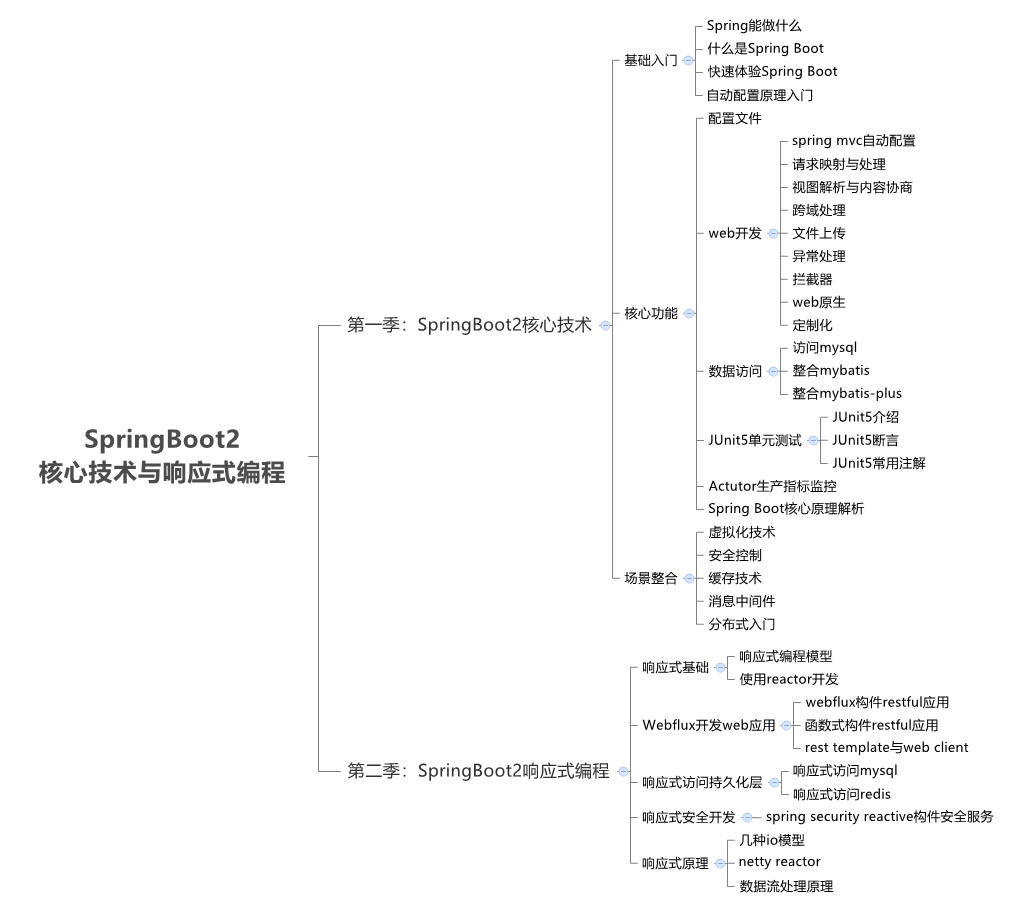 SpringBoot2
核心技术与响应式编程
第一季：SpringBoot2核心技术
基础入门
Spring能做什么
什么是Spring Boot
快速体验Spring Boot
自动配置原理入门
核心功能
配置文件
web开发
spring mvc自动配置
请求映射与处理
视图解析与内容协商
跨域处理
文件上传
异常处理
拦截器
web原生
定制化
数据访问
访问mysql
整合mybatis
整合mybatis-plus
JUnit5单元测试
JUnit5介绍
JUnit5断言
JUnit5常用注解
Actutor生产指标监控
Spring Boot核心原理解析
场景整合
虚拟化技术
安全控制
缓存技术
消息中间件
分布式入门
第二季：SpringBoot2响应式编程
响应式基础
响应式编程模型
使用reactor开发
Webflux开发web应用
webflux构件restful应用
函数式构件restful应用
rest template与web client
响应式访问持久化层
响应式访问mysql
响应式访问redis
响应式安全开发
spring security reactive构件安全服务
响应式原理
几种io模型
netty reactor
数据流处理原理